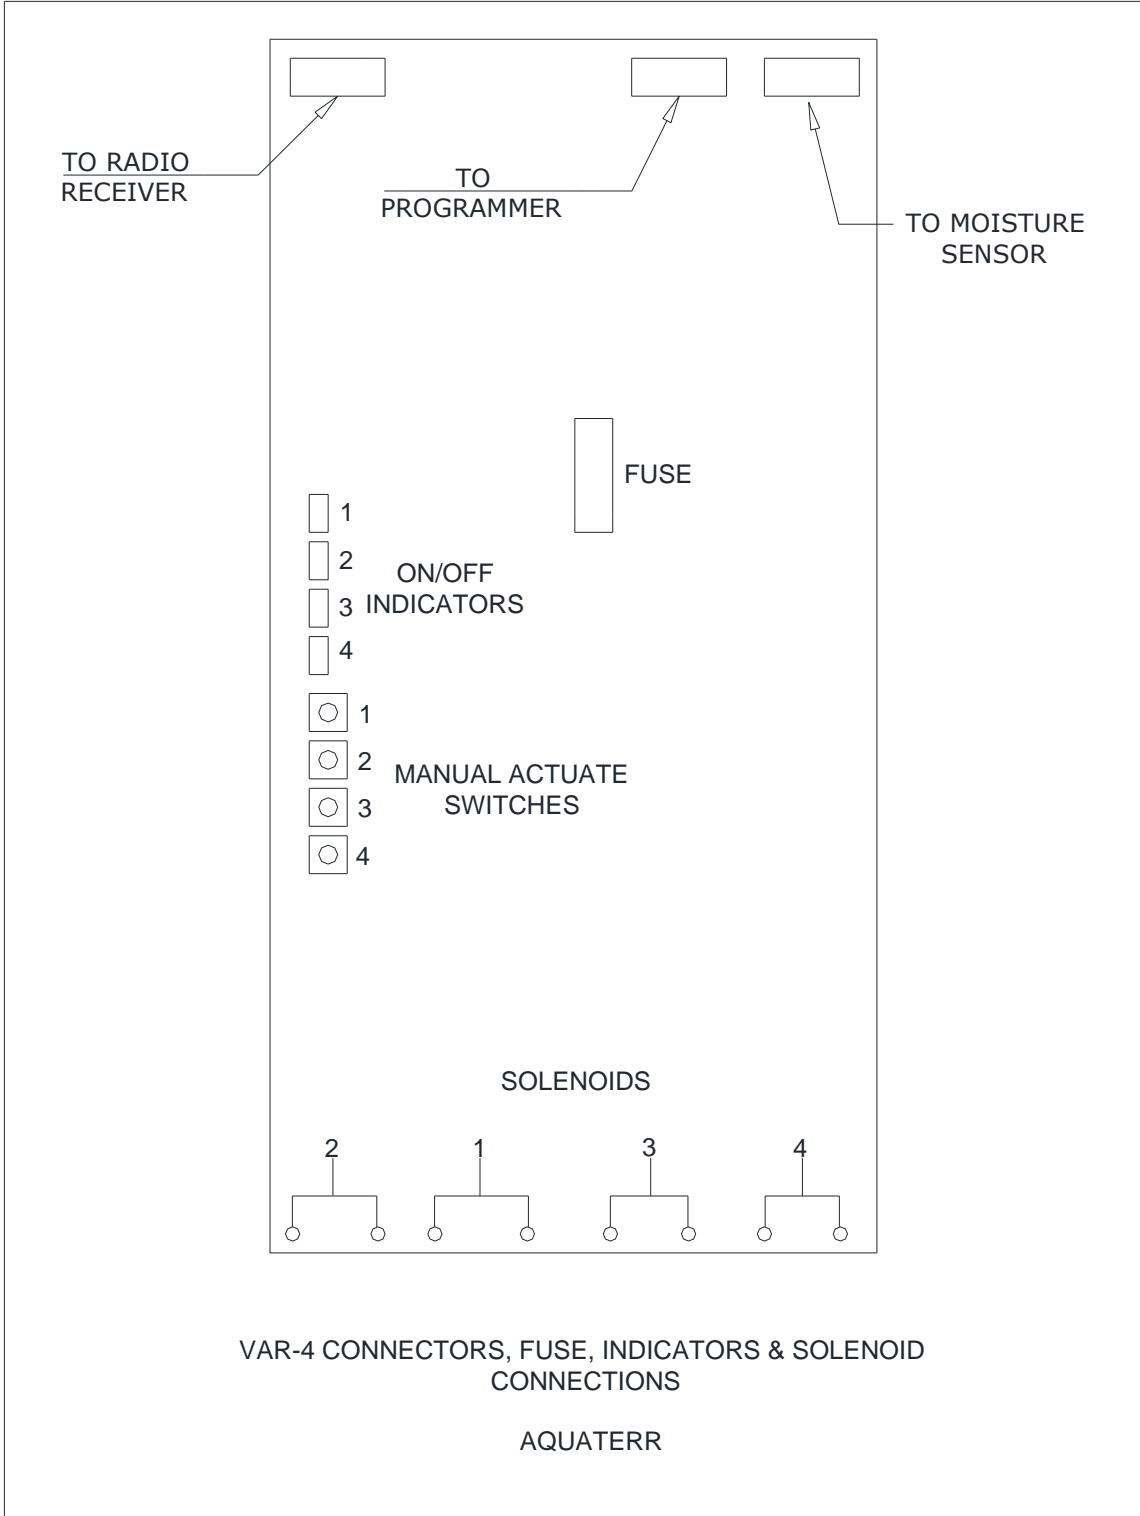 TO RADIO
RECEIVER
TO
PROGRAMMER
TO MOISTURE
SENSOR
FUSE
1
2
3
4
ON/OFF
INDICATORS
1
2
3
4
MANUAL ACTUATE
SWITCHES
SOLENOIDS
2 1 3 4
VAR-4 CONNECTORS, FUSE, INDICATORS & SOLENOID
CONNECTIONS
AQUATERR